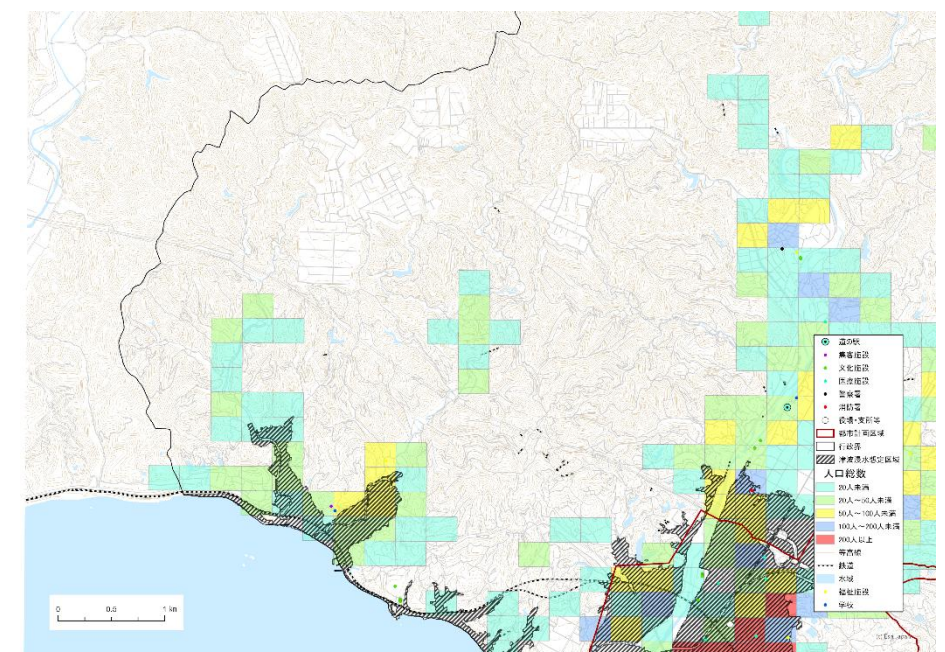 道の駅
集客施設
文化施設
医療施設
警察署
消防署
役場・支所等
都市計画区域
行政界
津波浸水想定区域
人口総数
20人未満
20人～50人未満
50人～100人未満
100人～200人未満
200人以上
等高線
鉄道
水域
福祉施設
学校
0 0.5 1 km